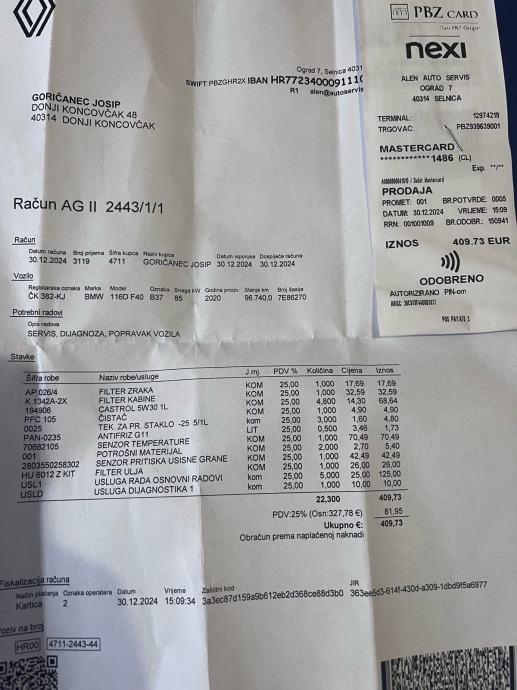 PBZ CARD
nexi
ALEN AUTO SERVIS
OGRAD 7
40314 SELNICA
TERMINAL: 12974219
TRGOVAC: PBZ939639001
MASTERCARD
************1486 (CL)
Exp. **/**
PRODAJA
PROMET: 001 BR.POTVRDE: 0005
DATUM: 30.12.2024 VRIJEME: 15:09
RRN: 001001009 BR.ODOBR.: 150941
IZNOS 409.73 EUR
ODOBRENO
AUTORIZIRANO PIN-om
Ograd 7, Selnica 4031
SWIFT:PBZGHR2X IBAN HR7723400091110
R1 alen@autoservis
GORIČANEC JOSIP
DONJI KONCOVČAK 48
40314 DONJI KONCOVČAK
Račun AG II 2443/1/1
Račun
Datum računa Broj prijema Šifra kupca Naziv kupca Datum isporuke Dospijeće računa
30.12.2024 3119 4711 GORIČANEC JOSIP 30.12.2024 30.12.2024
Vozilo
Registarska oznaka Marka Model Oznaka Snaga kW Godina proizv Stanje km Broj šasije
ČK 382-KJ BMW 116D F40 B37 85 2020 96.740,0 7E86270
Potrebni radovi
Opis radova
SERVIS, DIJAGNOZA, POPRAVAK VOZILA
Stavke
Šifra robe Naziv robe/usluge J.mj. PDV % Količina Cijena Iznos
AP 026/4 FILTER ZRAKA KOM 25,00 1,000 17,69 17,69
K 1342A-2X FILTER KABINE KOM 25,00 1,000 32,59 32,59
194906 CASTROL 5W30 1L KOM 25,00 4,800 14,30 68,64
PFC 105 ČISTAČ KOM 25,00 1,000 4,90 4,90
0025 TEK. ZA PR. STAKLO -25 5/1L kom 25,00 3,000 1,60 4,80
PAN-0235 ANTIFRIZ G11 LIT 25,00 0,500 3,46 1,73
70682105 SENZOR TEMPERATURE KOM 25,00 1,000 70,49 70,49
001 POTROŠNI MATERIJAL KOM 25,00 2,000 2,70 5,40
2803550258302 SENZOR PRITISKA USISNE GRANE KOM 25,00 1,000 42,49 42,49
HU 6012 Z KIT FILTER ULJA KOM 25,00 1,000 26,00 26,00
USL1 USLUGA RADA OSNOVNI RADOVI kom 25,00 5,000 25,00 125,00
USLD USLUGA DIJAGNOSTIKA 1 kom 25,00 1,000 10,00 10,00
22,300 409,73
PDV:25% (Osn:327,78 €) 81,95
Ukupno €: 409,73
Obračun prema naplaćenoj naknadi
Fiskalizacija računa
Način plaćanja Oznaka operatera Datum Vrijeme Zaštitni kod JIR
Kartica 2 30.12.2024 15:09:34 3a3ec87d159a9b612eb2d368ce88d3b0 363ee5d3-614f-430d-a309-1dbd9f5a6977
Poziv na broj
HR00 4711-2443-44